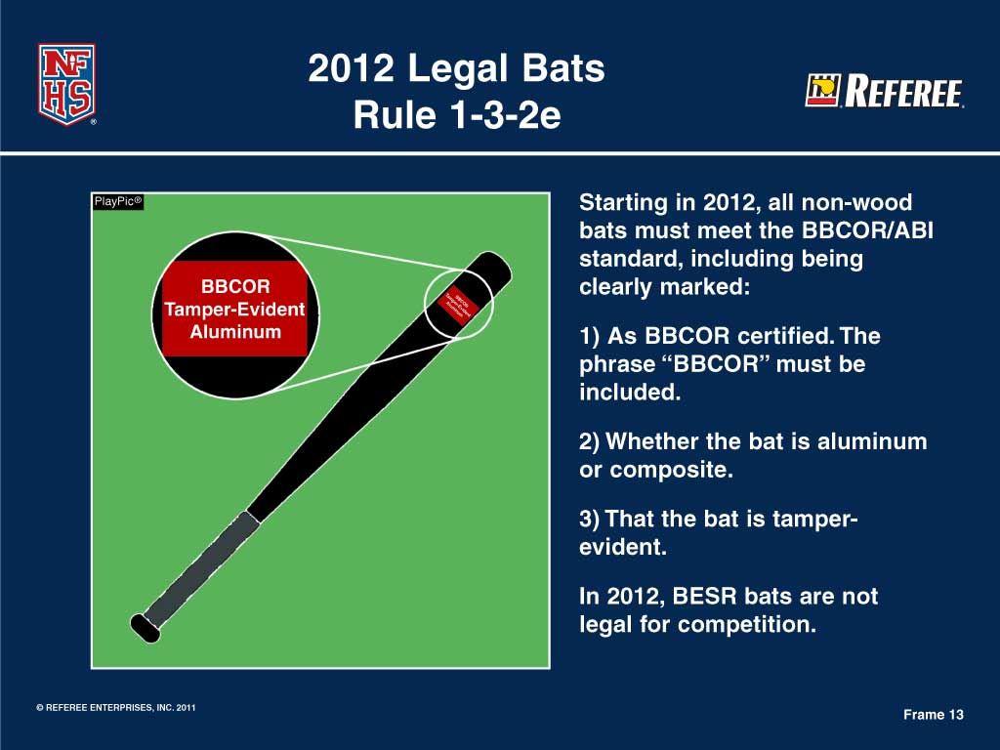 NF
HS
®
2012 Legal Bats
Rule 1-3-2e
REFEREE.
PlayPic®
BBCOR
Tamper-Evident
Aluminum
BBCOR
Tamper-Evident
Aluminum
Starting in 2012, all non-wood
bats must meet the BBCOR/ABI
standard, including being
clearly marked:
1) As BBCOR certified. The
phrase “BBCOR” must be
included.
2) Whether the bat is aluminum
or composite.
3) That the bat is tamper-
evident.
In 2012, BESR bats are not
legal for competition.
© REFEREE ENTERPRISES, INC. 2011
Frame 13